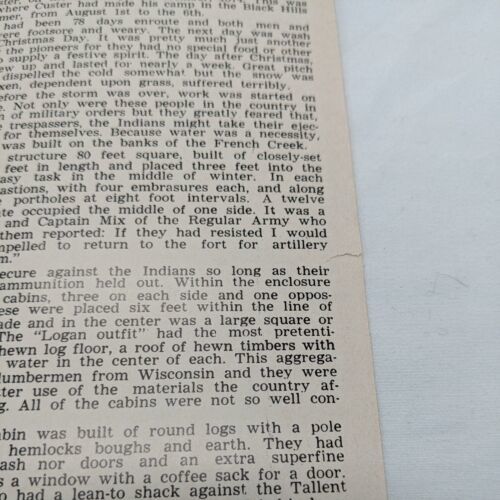 where Custer had made his camp in the Black Hills
mer, from August 1st to the 6th.
had been 78 days enroute and both men and
were footsore and weary. The next day was wash
Christmas Day. It was pretty much just another
the pioneers for they had no special food or other
o supply a festive spirit. The day after Christmas,
ew up and lasted for nearly a week. Great pitch
dispelled the cold somewhat but the snow was
xen, dependent upon grass, suffered terribly.
efore the storm was over, work was started on
e. Not only were these people in the country in
n of military orders but they greatly feared that,
e trespassers, the Indians might take their ejec-
for themselves. Because water was a necessity,
was built on the banks of the French Creek.
structure 80 feet square, built of closely-set
feet in length and placed three feet into the
asy task in the middle of winter. In each
astions, with four embrasures each, and along
portholes at eight foot intervals. A twelve
ate occupied the middle of one side. It was a
and Captain Mix of the Regular Army who
them reported: If they had resisted I would
mpelled to return to the fort for artillery
m."
ecure against the Indians so long as their
ammunition held out. Within the enclosure
cabins, three on each side and one oppos-
ese were placed six feet within the line of
ade and in the center was a large square or
The "Logan outfit" had the most pretenti-
hewn log floor, a roof of hewn timbers with
water in the center of each. This aggrega-
lumbermen from Wisconsin and they were
tter use of the materials the country af-
g. All of the cabins were not so well con-
abin was built of round logs with a pole
hemlocks boughs and earth. They had
ash nor doors and an extra superfine
s a window with a coffee sack for a door.
o had a lean-to shack against the Tallent